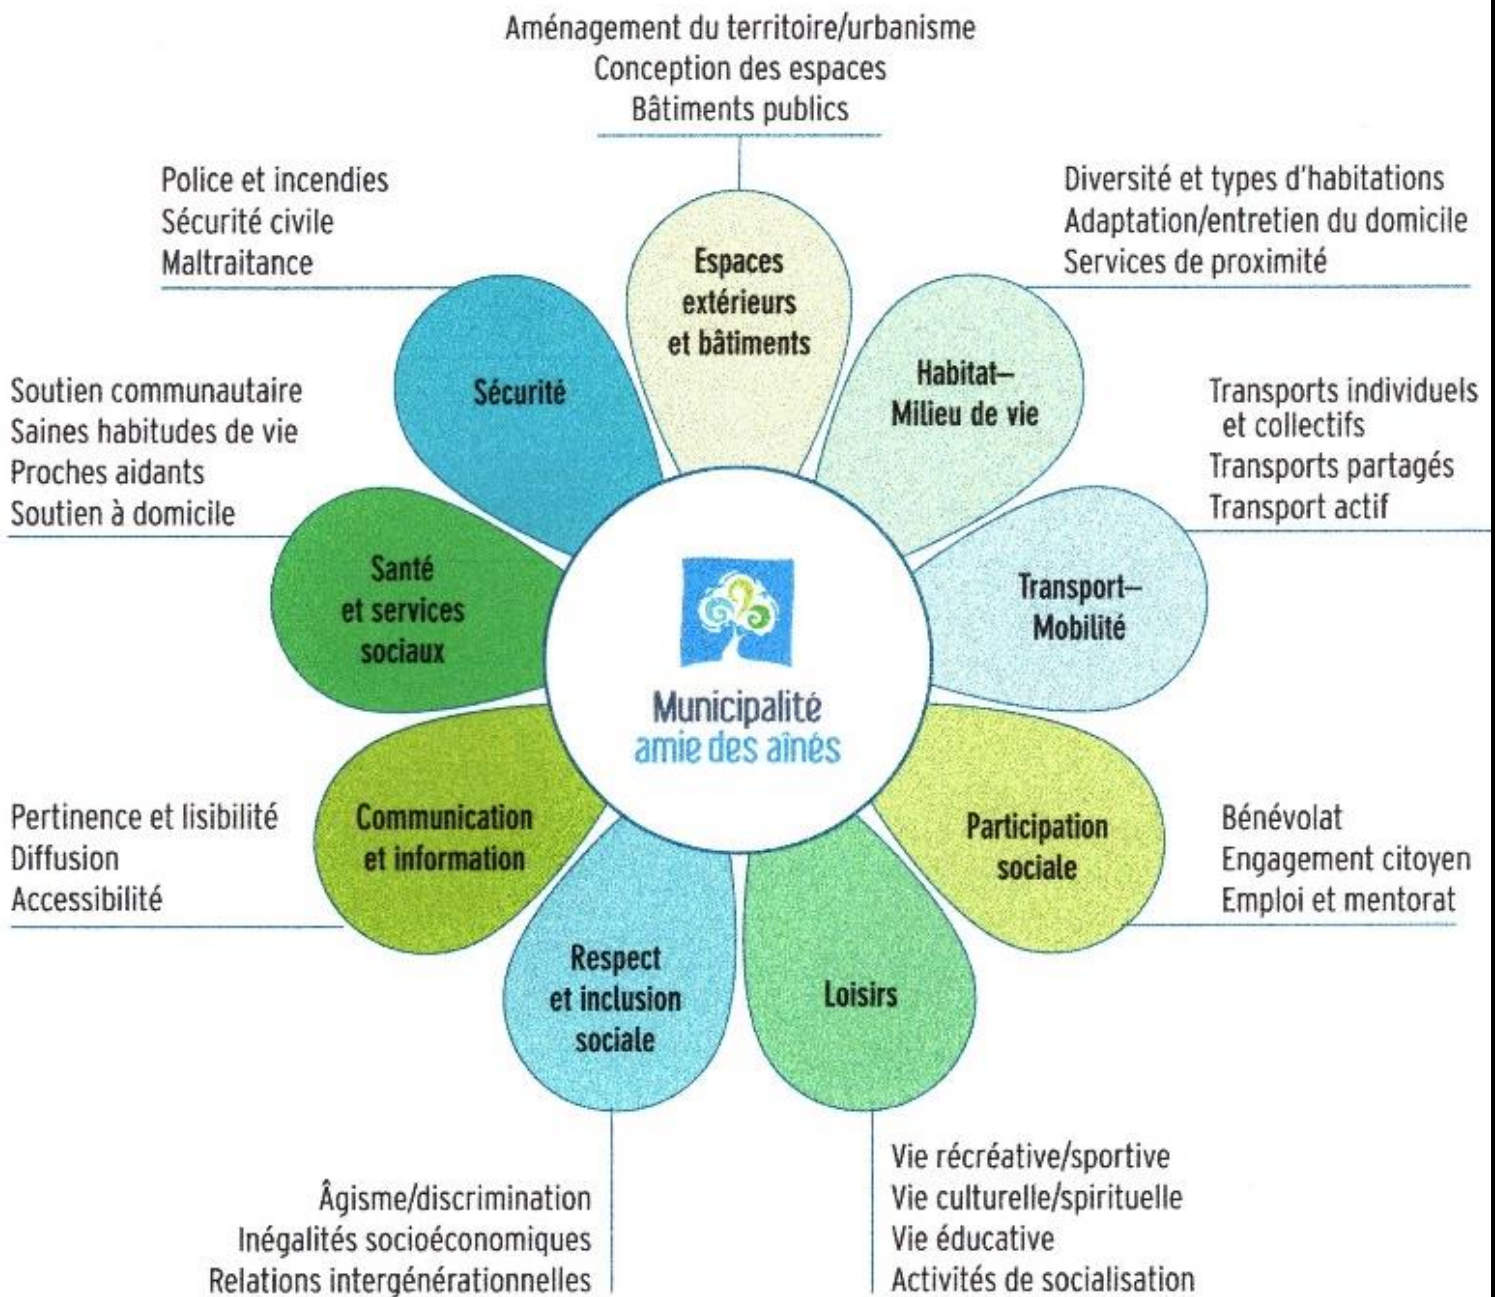 Aménagement du territoire/urbanisme
Conception des espaces
Bâtiments publics
Espaces
extérieurs
et bâtiments
Diversité et types d'habitations
Adaptation/entretien du domicile
Services de proximité
Habitat–
Milieu de vie
Transports individuels
et collectifs
Transports partagés
Transport actif
Transport–
Mobilité
Bénévolat
Engagement citoyen
Emploi et mentorat
Participation
sociale
Vie récréative/sportive
Vie culturelle/spirituelle
Vie éducative
Activités de socialisation
Loisirs
Âgisme/discrimination
Inégalités socioéconomiques
Relations intergénérationnelles
Respect
et inclusion
sociale
Pertinence et lisibilité
Diffusion
Accessibilité
Communication
et information
Soutien communautaire
Saines habitudes de vie
Proches aidants
Soutien à domicile
Santé
et services
sociaux
Police et incendies
Sécurité civile
Maltraitance
Sécurité
Municipalité
amie des aînés